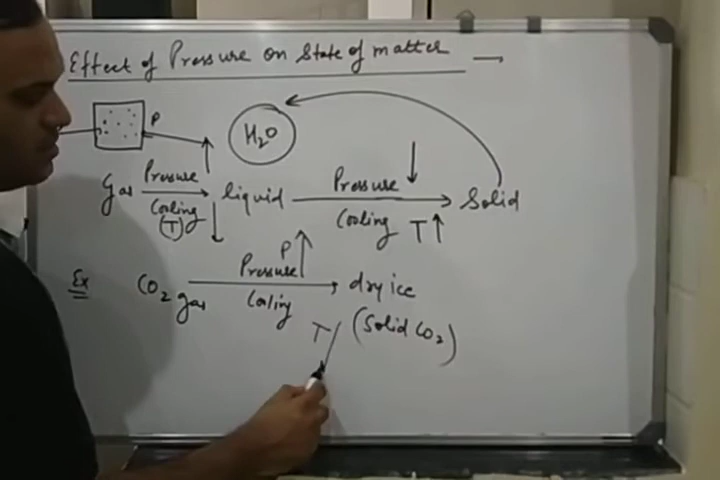 Effect of Pressure on State of matter
P
H₂O
Gas Pressure Cooling (T) ↓ ↑ liquid Pressure ↓ Cooling T↑ Solid
Ex CO₂ gas Pressure P↑ Cooling dry ice
T (Solid CO₂)